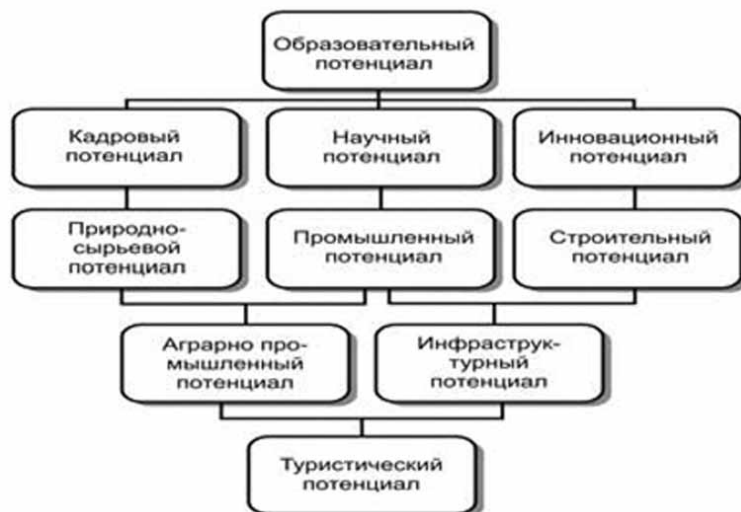 Образовательный
потенциал
Кадровый
потенциал
Научный
потенциал
Инновационный
потенциал
Природно-
сырьевой
потенциал
Промышленный
потенциал
Строительный
потенциал
Аграрно про-
мышленный
потенциал
Инфраструк-
турный
потенциал
Туристический
потенциал